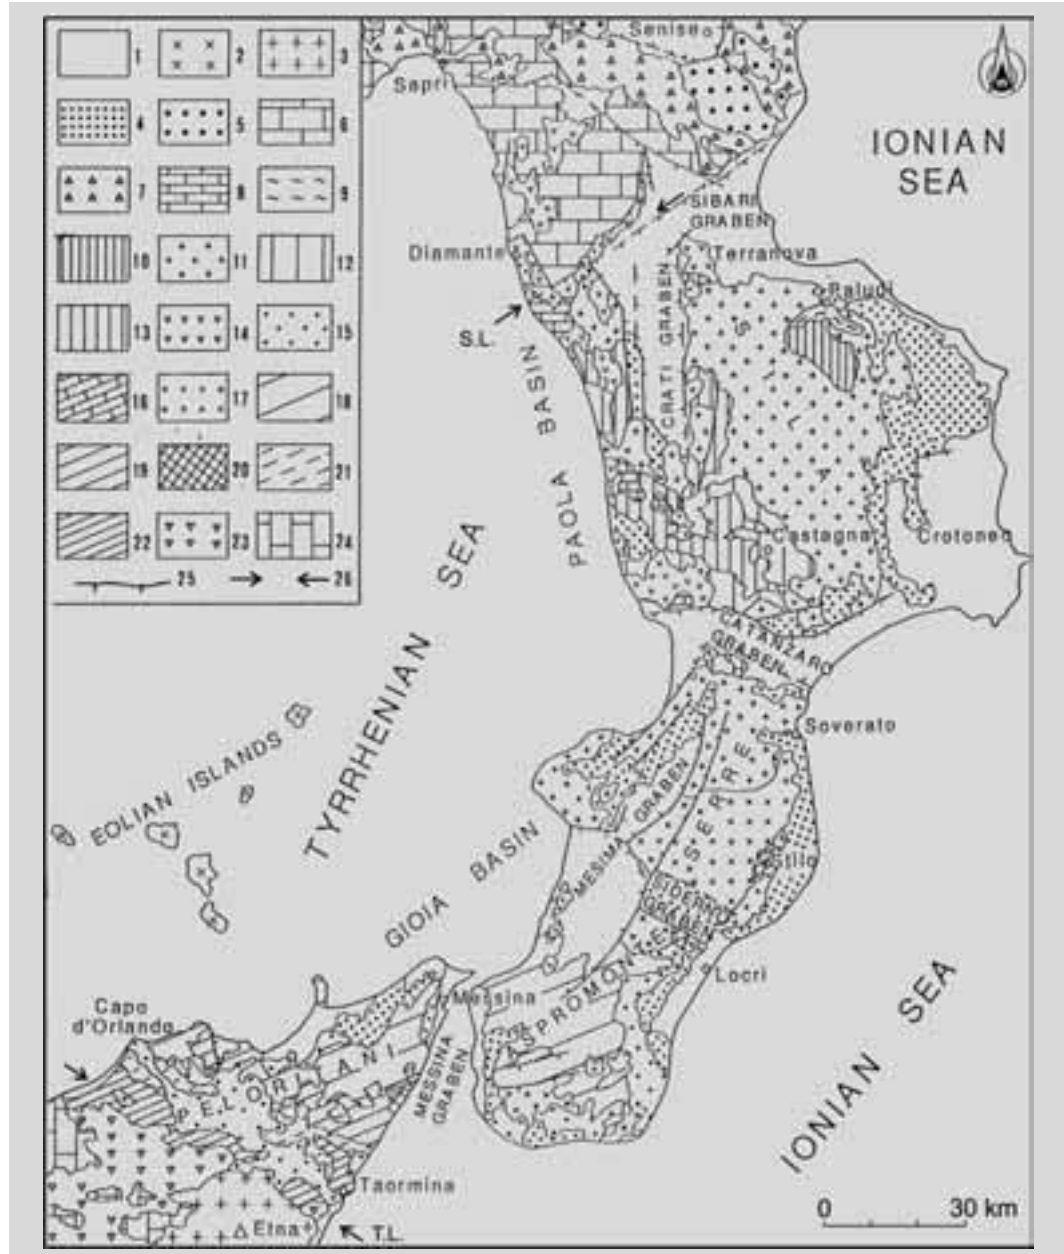 1 2 3
4 5 6
7 8 9
10 11 12
13 14 15
16 17 18
19 20 21
22 23 24
25 26
Senise
Sapri
IONIAN
SEA
SIBARI
GRABEN
Diamante
Terranova
Paludi
S.L.
CRATI GRABEN
SILA
PAOLA BASIN
Castagna
Crotone
TYRRHENIAN SEA
CATANZARO
GRABEN
Soverato
EOLIAN ISLANDS
MESIMA GRABEN
SERRE
Stilo
GIOIA BASIN
SIDERNO
GRABEN
ASPROMONTE
Locri
Messina
Capo
d'Orlando
PELORITANI
MESSINA
GRABEN
IONIAN SEA
Taormina
Etna
T.L.
0 30 km